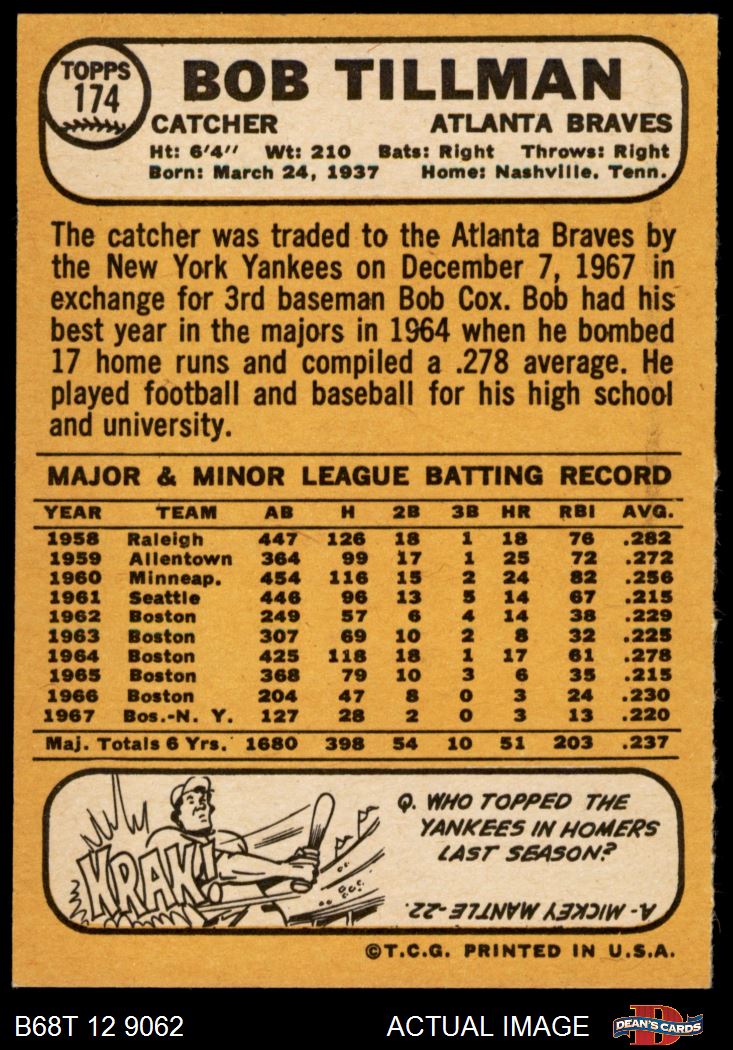 TOPPS
174
BOB TILLMAN
CATCHER ATLANTA BRAVES
Ht: 6'4'' Wt: 210 Bats: Right Throws: Right
Born: March 24, 1937 Home: Nashville, Tenn.
The catcher was traded to the Atlanta Braves by
the New York Yankees on December 7, 1967 in
exchange for 3rd baseman Bob Cox. Bob had his
best year in the majors in 1964 when he bombed
17 home runs and compiled a .278 average. He
played football and baseball for his high school
and university.
MAJOR & MINOR LEAGUE BATTING RECORD
YEAR TEAM AB H 2B 3B HR RBI AVG.
1958 Raleigh 447 126 18 1 18 76 .282
1959 Allentown 364 99 17 1 25 72 .272
1960 Minneap. 454 116 15 2 24 82 .256
1961 Seattle 446 96 13 5 14 67 .215
1962 Boston 249 57 6 4 14 38 .229
1963 Boston 307 69 10 2 8 32 .225
1964 Boston 425 118 18 1 17 61 .278
1965 Boston 368 79 10 3 6 35 .215
1966 Boston 204 47 8 0 3 24 .230
1967 Bos.-N. Y. 127 28 2 0 3 13 .220
Maj. Totals 6 Yrs. 1680 398 54 10 51 203 .237
KRAK!
Q. WHO TOPPED THE
YANKEES IN HOMERS
LAST SEASON?
A- MICKEY MANTLE-22.
©T.C.G. PRINTED IN U.S.A.
B68T 12 9062 ACTUAL IMAGE
D
DEAN'S CARDS